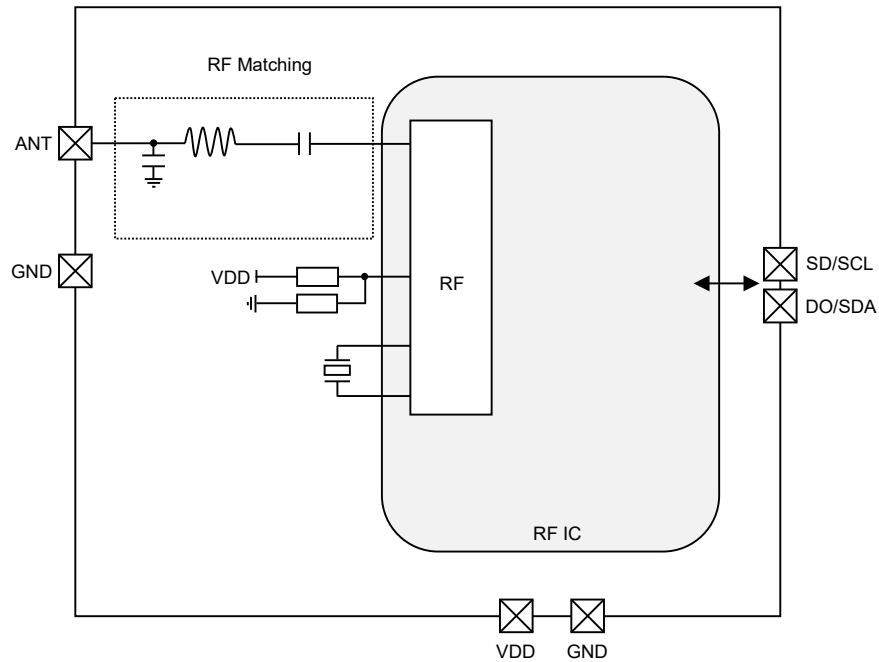 RF Matching
ANT
GND
VDD
RF
SD/SCL
DO/SDA
RF IC
VDD
GND